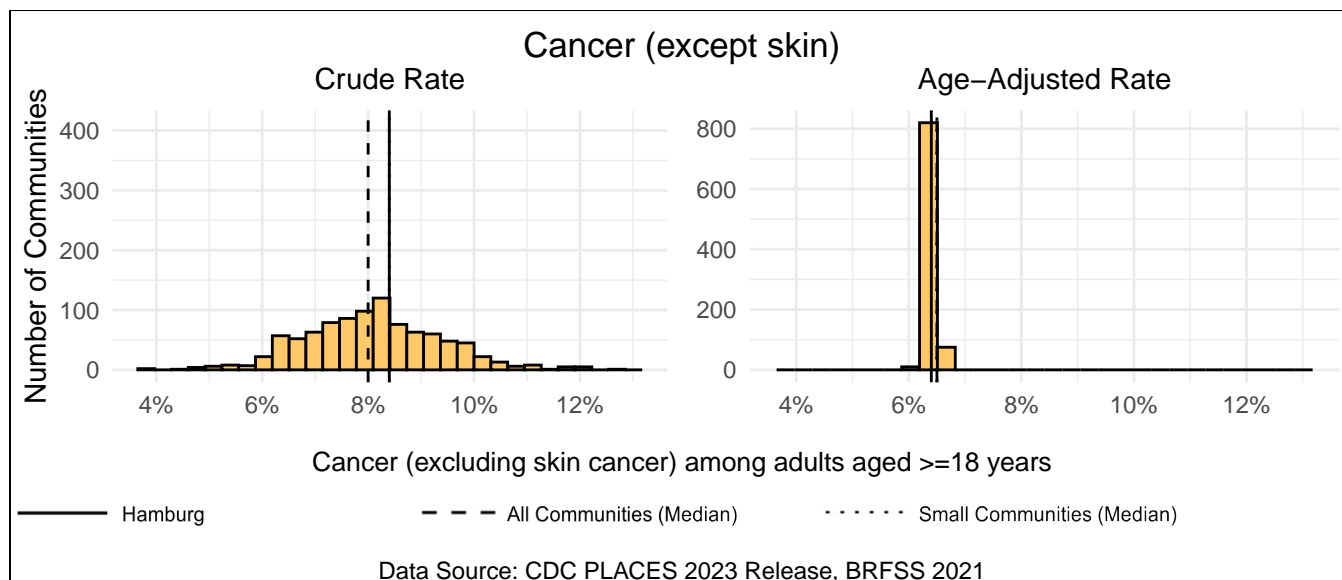 Cancer (except skin)
Crude Rate
Age−Adjusted Rate
Number of Communities
400
300
200
100
0
4%
6%
8%
10%
12%
800
600
400
200
0
4%
6%
8%
10%
12%
Cancer (excluding skin cancer) among adults aged >=18 years
Hamburg
All Communities (Median)
Small Communities (Median)
Data Source: CDC PLACES 2023 Release, BRFSS 2021